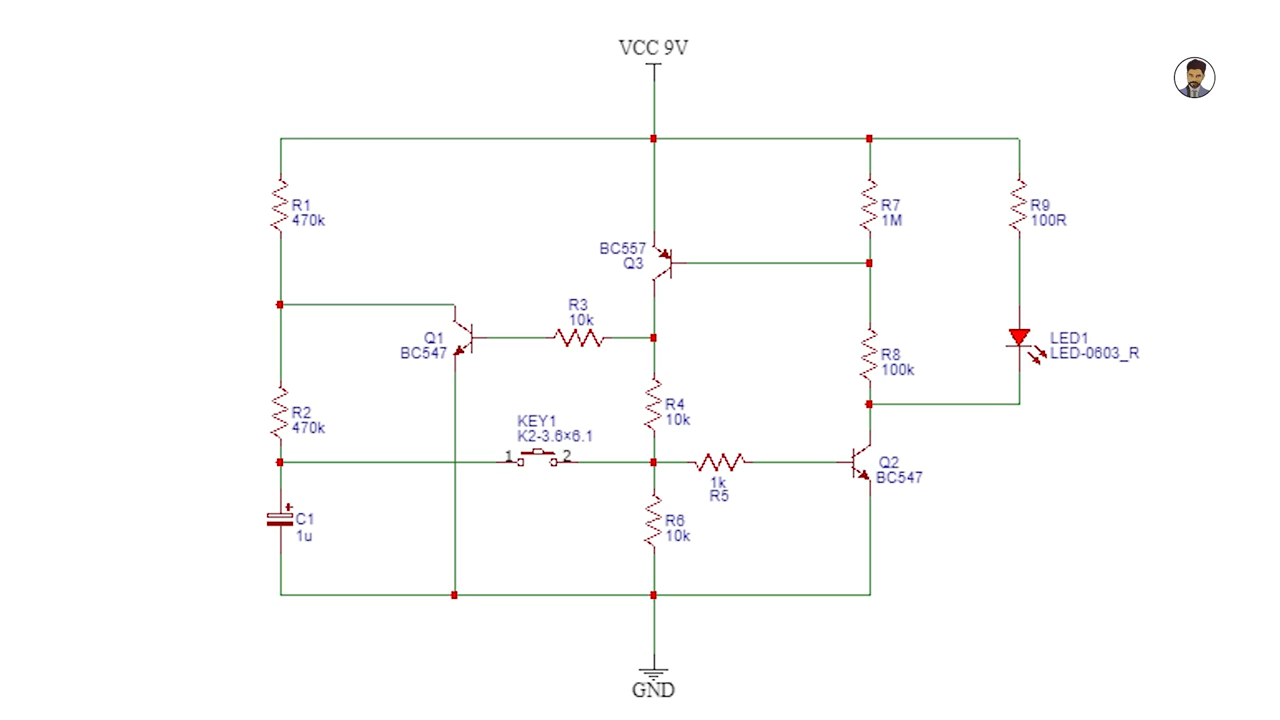 VCC 9V
R1
470k
R7
1M
R9
100R
BC557
Q3
R3
10k
Q1
BC547
LED1
LED-0603_R
R8
100k
R2
470k
R4
10k
KEY1
K2-3.6×6.1
1
2
1k
R5
Q2
BC547
C1
1u
+
R6
10k
GND